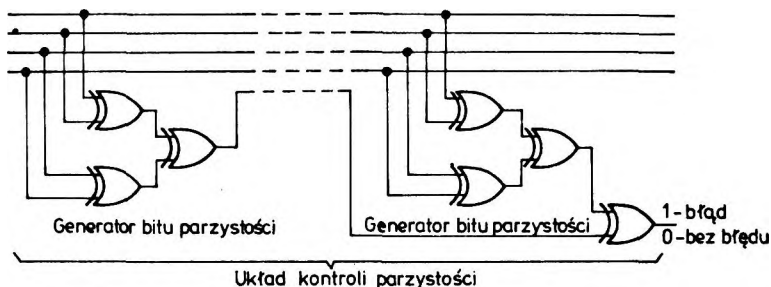 Generator bitu parzystości
Generator bitu parzystości
1-błąd
0-bez błędu
Układ kontroli parzystości